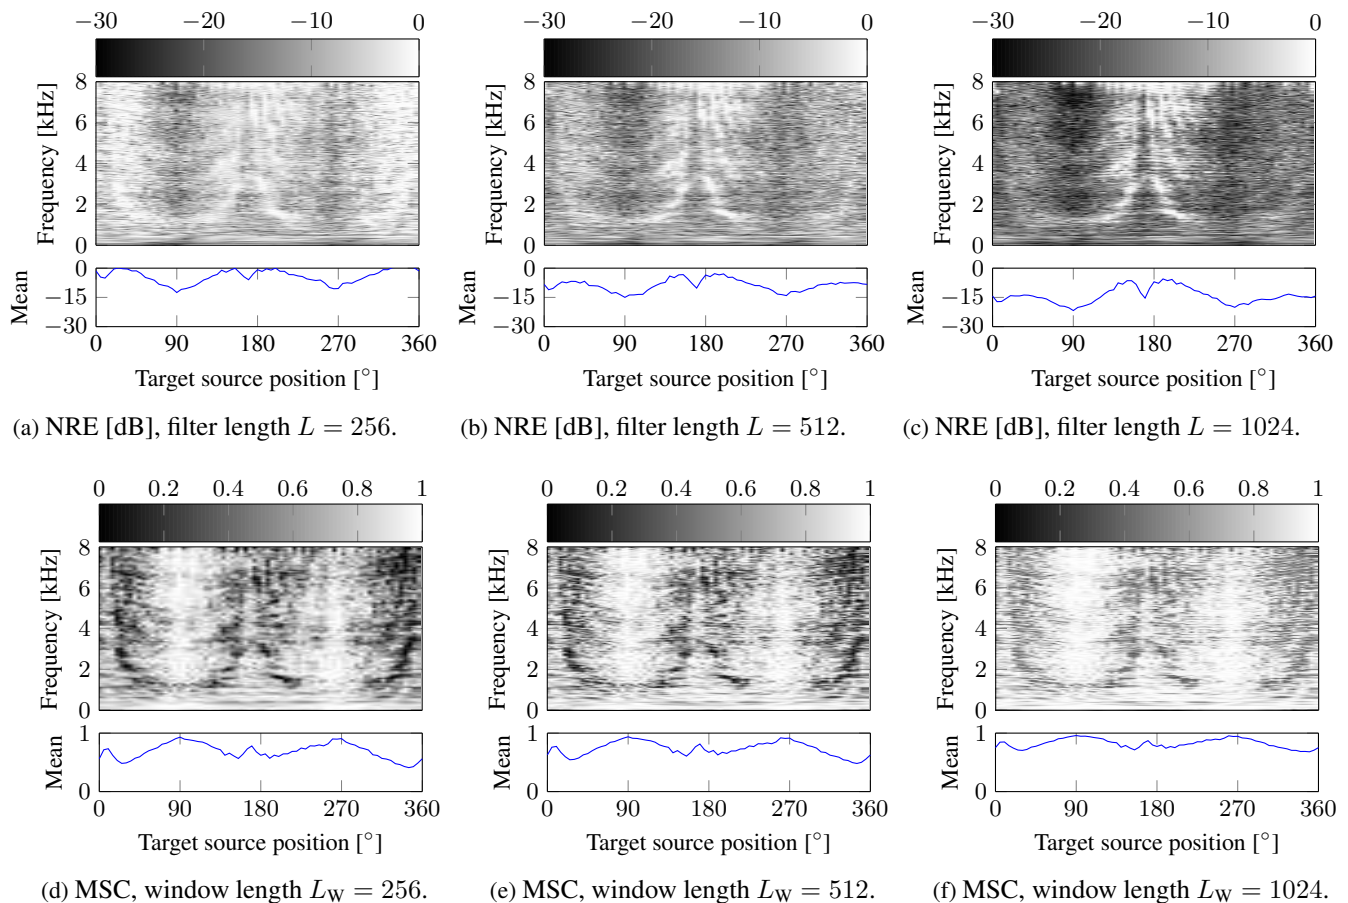 −30 −20 −10 0
8
6
4
2
0
Frequency [kHz]
0
−15
−30
Mean
0 90 180 270 360
Target source position [°]
(a) NRE [dB], filter length L = 256.
−30 −20 −10 0
8
6
4
2
0
Frequency [kHz]
0
−15
−30
Mean
0 90 180 270 360
Target source position [°]
(b) NRE [dB], filter length L = 512.
−30 −20 −10 0
8
6
4
2
0
Frequency [kHz]
0
−15
−30
Mean
0 90 180 270 360
Target source position [°]
(c) NRE [dB], filter length L = 1024.
0 0.2 0.4 0.6 0.8 1
8
6
4
2
0
Frequency [kHz]
1
0
Mean
0 90 180 270 360
Target source position [°]
(d) MSC, window length L_W = 256.
0 0.2 0.4 0.6 0.8 1
8
6
4
2
0
Frequency [kHz]
1
0
Mean
0 90 180 270 360
Target source position [°]
(e) MSC, window length L_W = 512.
0 0.2 0.4 0.6 0.8 1
8
6
4
2
0
Frequency [kHz]
1
0
Mean
0 90 180 270 360
Target source position [°]
(f) MSC, window length L_W = 1024.